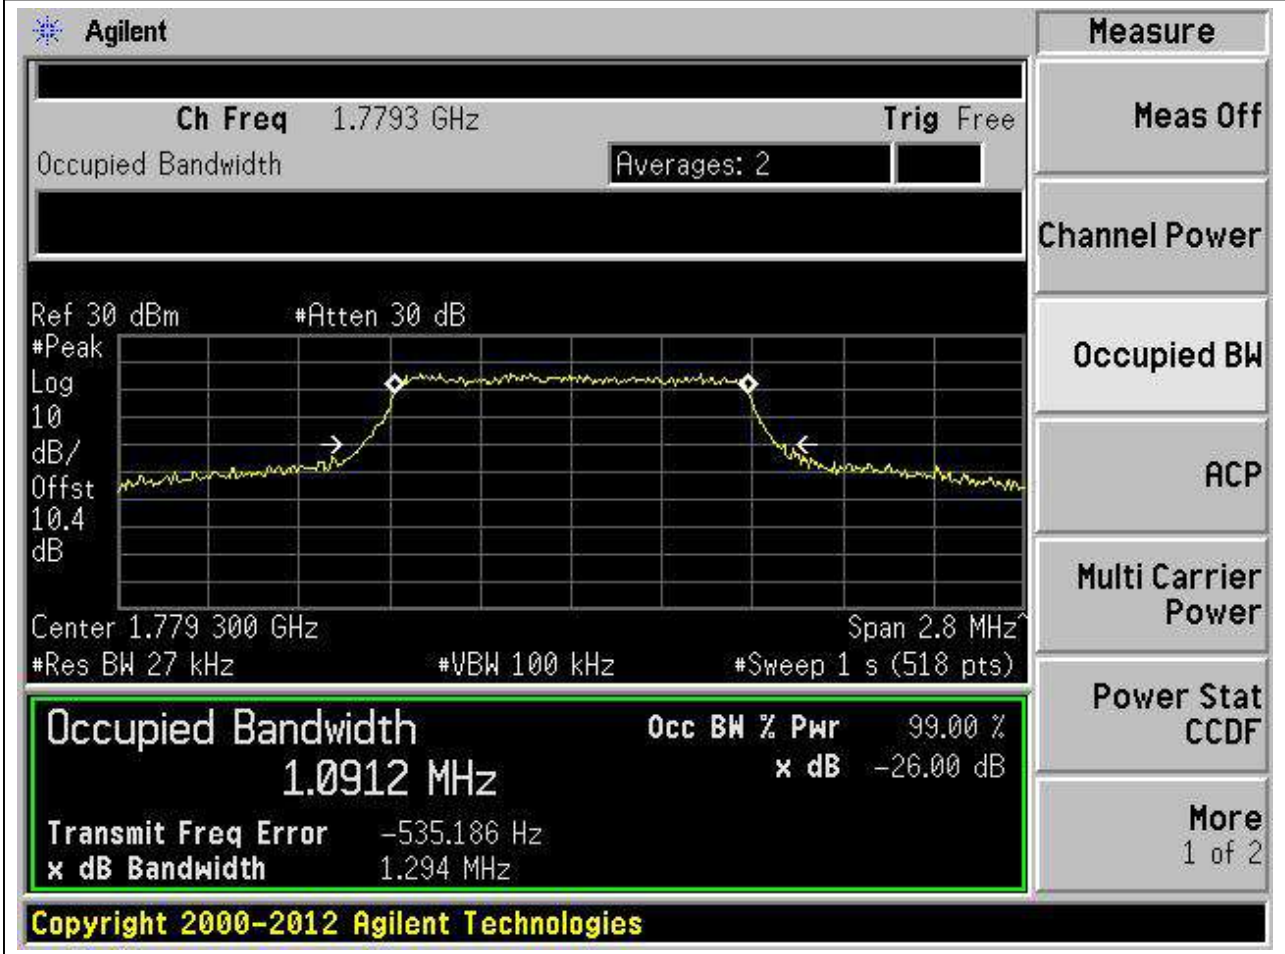 Agilent
Measure
Ch Freq 1.7793 GHz Trig Free
Occupied Bandwidth Averages: 2
Meas Off
Channel Power
Occupied BW
ACP
Multi Carrier
Power
Power Stat
CCDF
More
1 of 2
Ref 30 dBm #Atten 30 dB
#Peak
Log
10
dB/
Offst
10.4
dB
Center 1.779 300 GHz Span 2.8 MHz^
#Res BW 27 kHz #VBW 100 kHz #Sweep 1 s (518 pts)
Occupied Bandwidth Occ BW % Pwr 99.00 %
1.0912 MHz x dB -26.00 dB
Transmit Freq Error -535.186 Hz
x dB Bandwidth 1.294 MHz
Copyright 2000-2012 Agilent Technologies